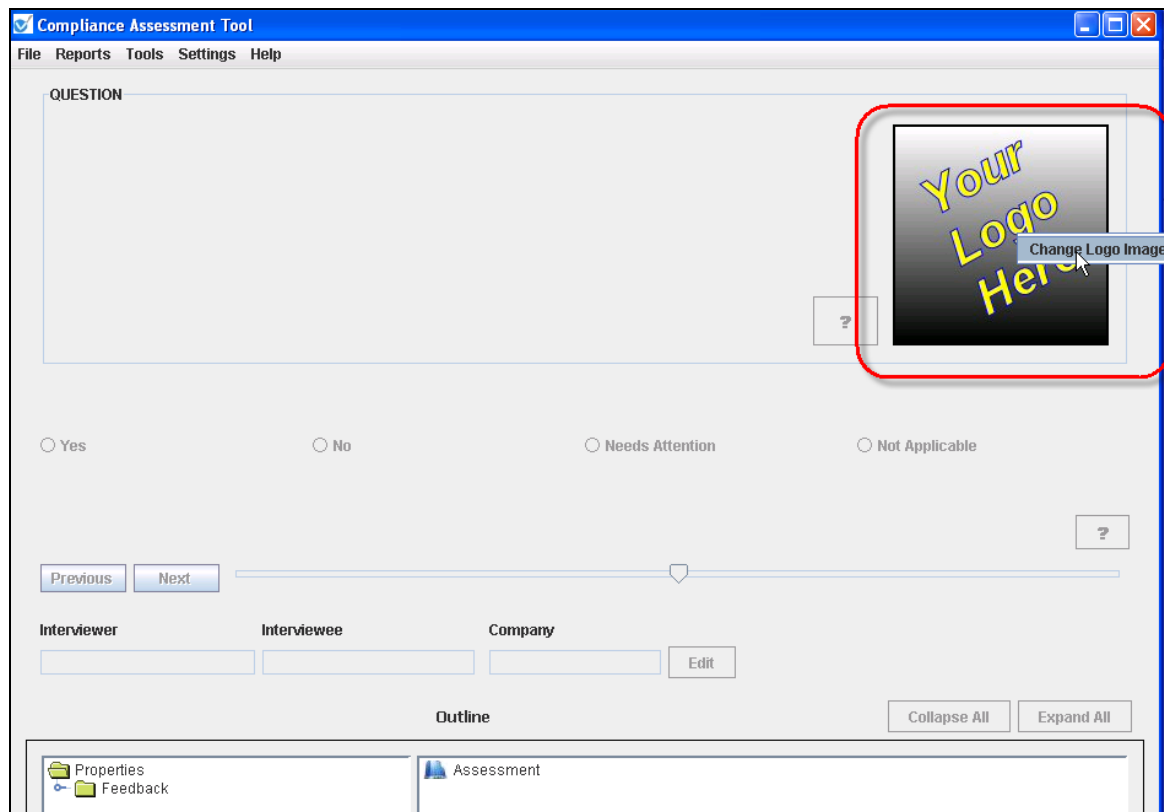 Compliance Assessment Tool
File Reports Tools Settings Help
QUESTION
Your
Logo
Here
Change Logo Image
?
Yes No Needs Attention Not Applicable
?
Previous Next
Interviewer Interviewee Company
Edit
Outline Collapse All Expand All
Properties Assessment
Feedback